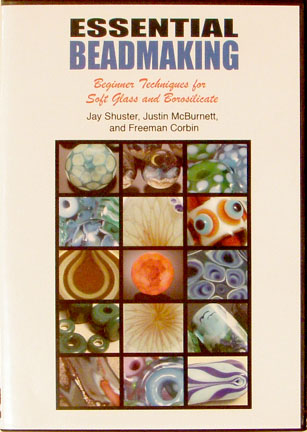 ESSENTIAL
BEADMAKING
Beginner Techniques for
Soft Glass and Borosilicate
Jay Shuster, Justin McBurnett,
and Freeman Corbin